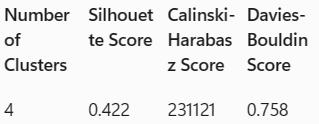 Number Silhouet Calinski- Davies-
of te Score Harabas Bouldin
Clusters z Score Score
4 0.422 231121 0.758